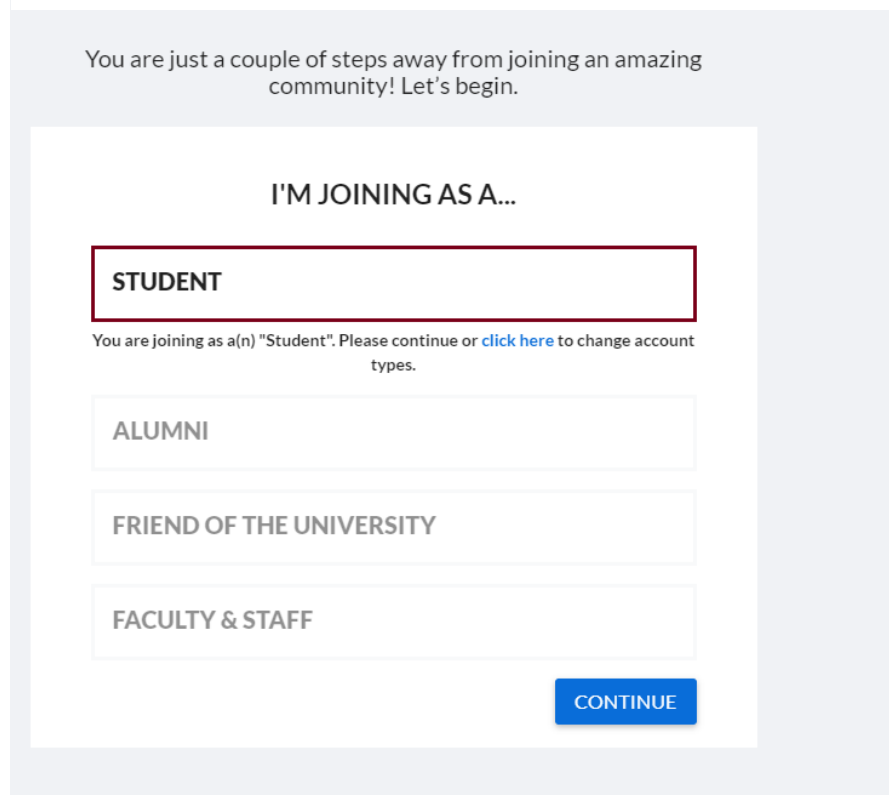 You are just a couple of steps away from joining an amazing
community! Let’s begin.
I'M JOINING AS A...
STUDENT
You are joining as a(n) "Student". Please continue or click here to change account
types.
ALUMNI
FRIEND OF THE UNIVERSITY
FACULTY & STAFF
CONTINUE